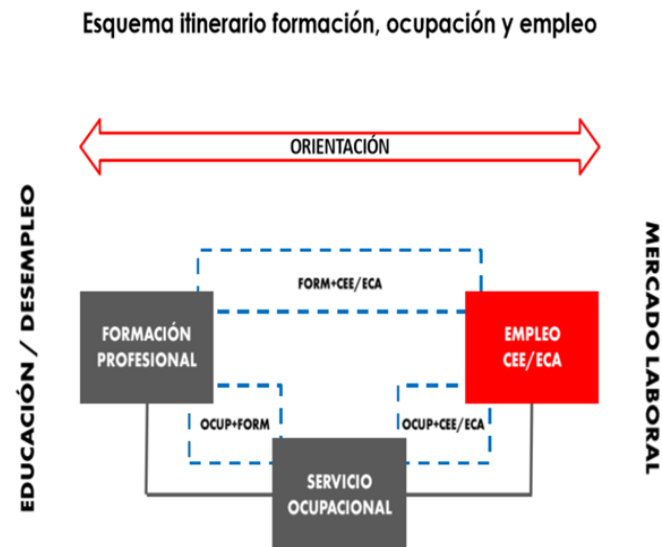 Esquema itinerario formación, ocupación y empleo
ORIENTACIÓN
EDUCACIÓN / DESEMPLEO
MERCADO LABORAL
FORM+CEE/ECA
FORMACIÓN
PROFESIONAL
EMPLEO
CEE/ECA
OCUP+FORM
OCUP+CEE/ECA
SERVICIO
OCUPACIONAL